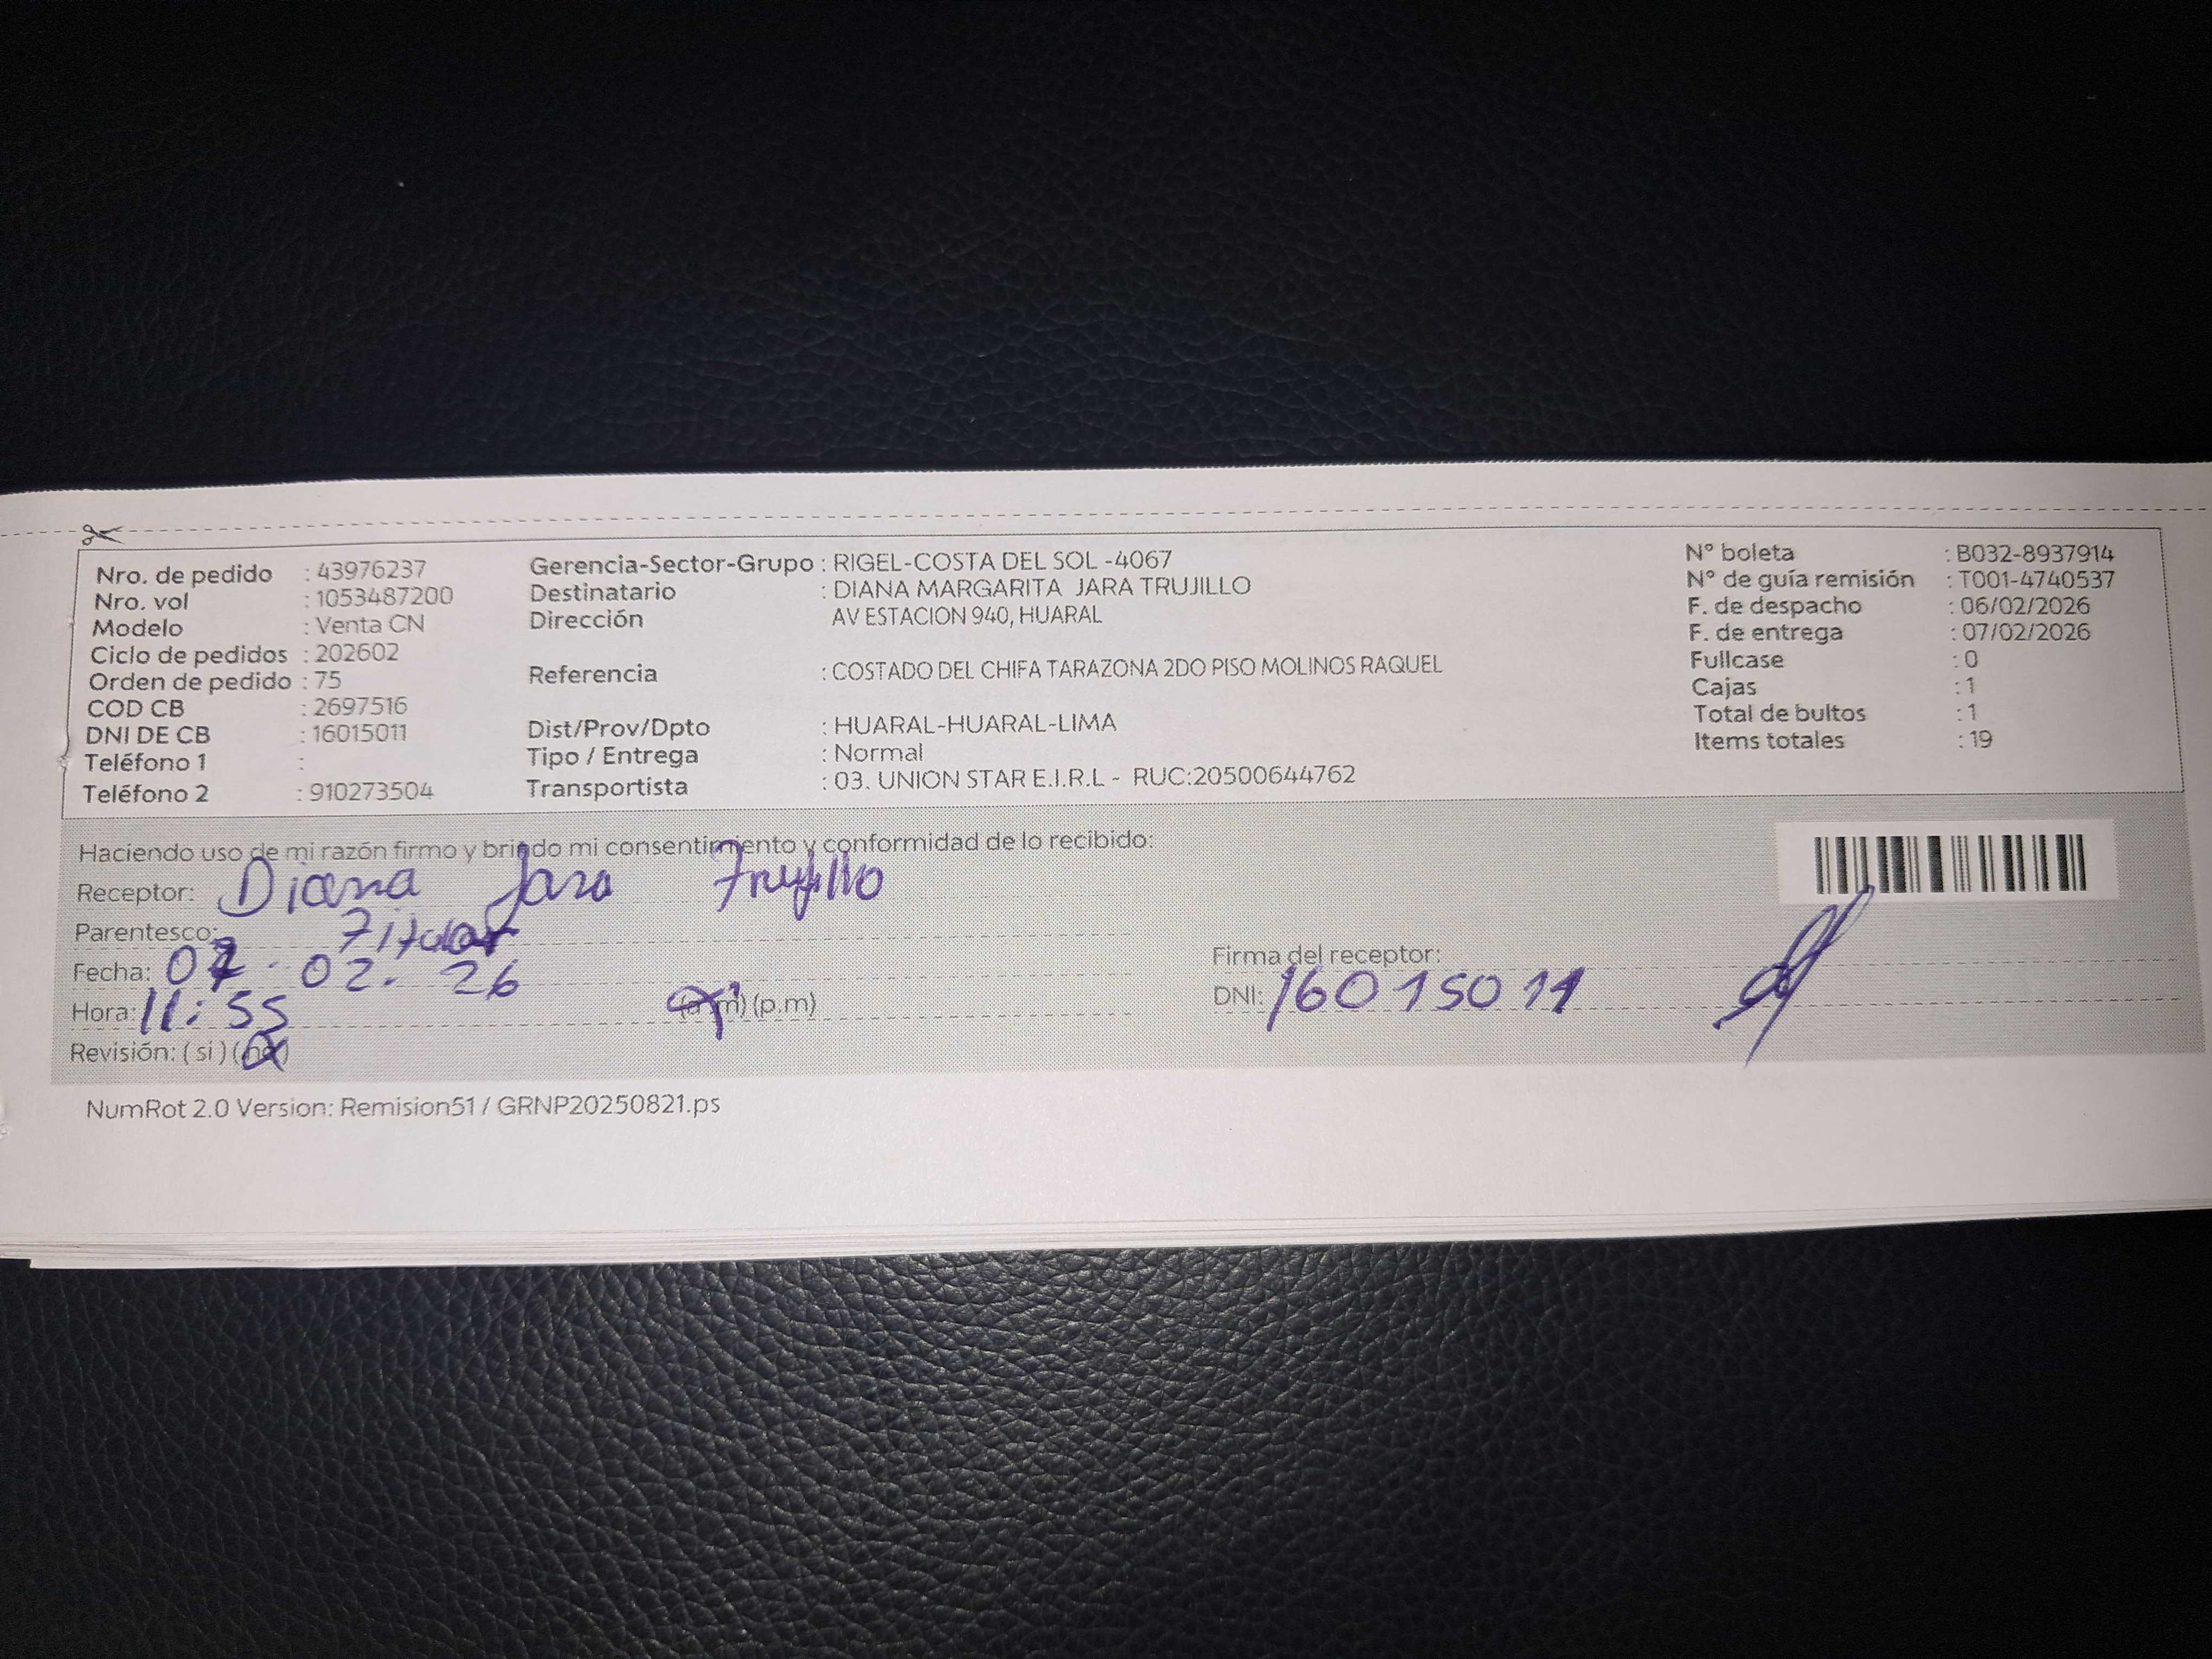 Nro. de pedido : 43976237
Nro. vol : 1053487200
Modelo : Venta CN
Ciclo de pedidos : 202602
Orden de pedido : 75
COD CB : 2697516
DNI DE CB : 16015011
Teléfono 1 :
Teléfono 2 : 910273504
Gerencia-Sector-Grupo : RIGEL-COSTA DEL SOL -4067
Destinatario : DIANA MARGARITA JARA TRUJILLO
Dirección AV ESTACION 940, HUARAL
Referencia : COSTADO DEL CHIFA TARAZONA 2DO PISO MOLINOS RAQUEL
Dist/Prov/Dpto : HUARAL-HUARAL-LIMA
Tipo / Entrega : Normal
Transportista : 03. UNION STAR E.I.R.L - RUC:20500644762
N° boleta : B032-8937914
N° de guía remisión : T001-4740537
F. de despacho : 06/02/2026
F. de entrega : 07/02/2026
Fullcase : 0
Cajas : 1
Total de bultos : 1
Items totales : 19
Haciendo uso de mi razón firmo y brindo mi consentimiento y conformidad de lo recibido:
Receptor: Diana Jara Trujillo
Parentesco: Titular
Fecha: 07-02-26
Hora: 11:55 (a.m) (p.m)
Revisión: (si) (no)
Firma del receptor:
DNI: 16015011
NumRot 2.0 Version: Remision51 / GRNP20250821.ps